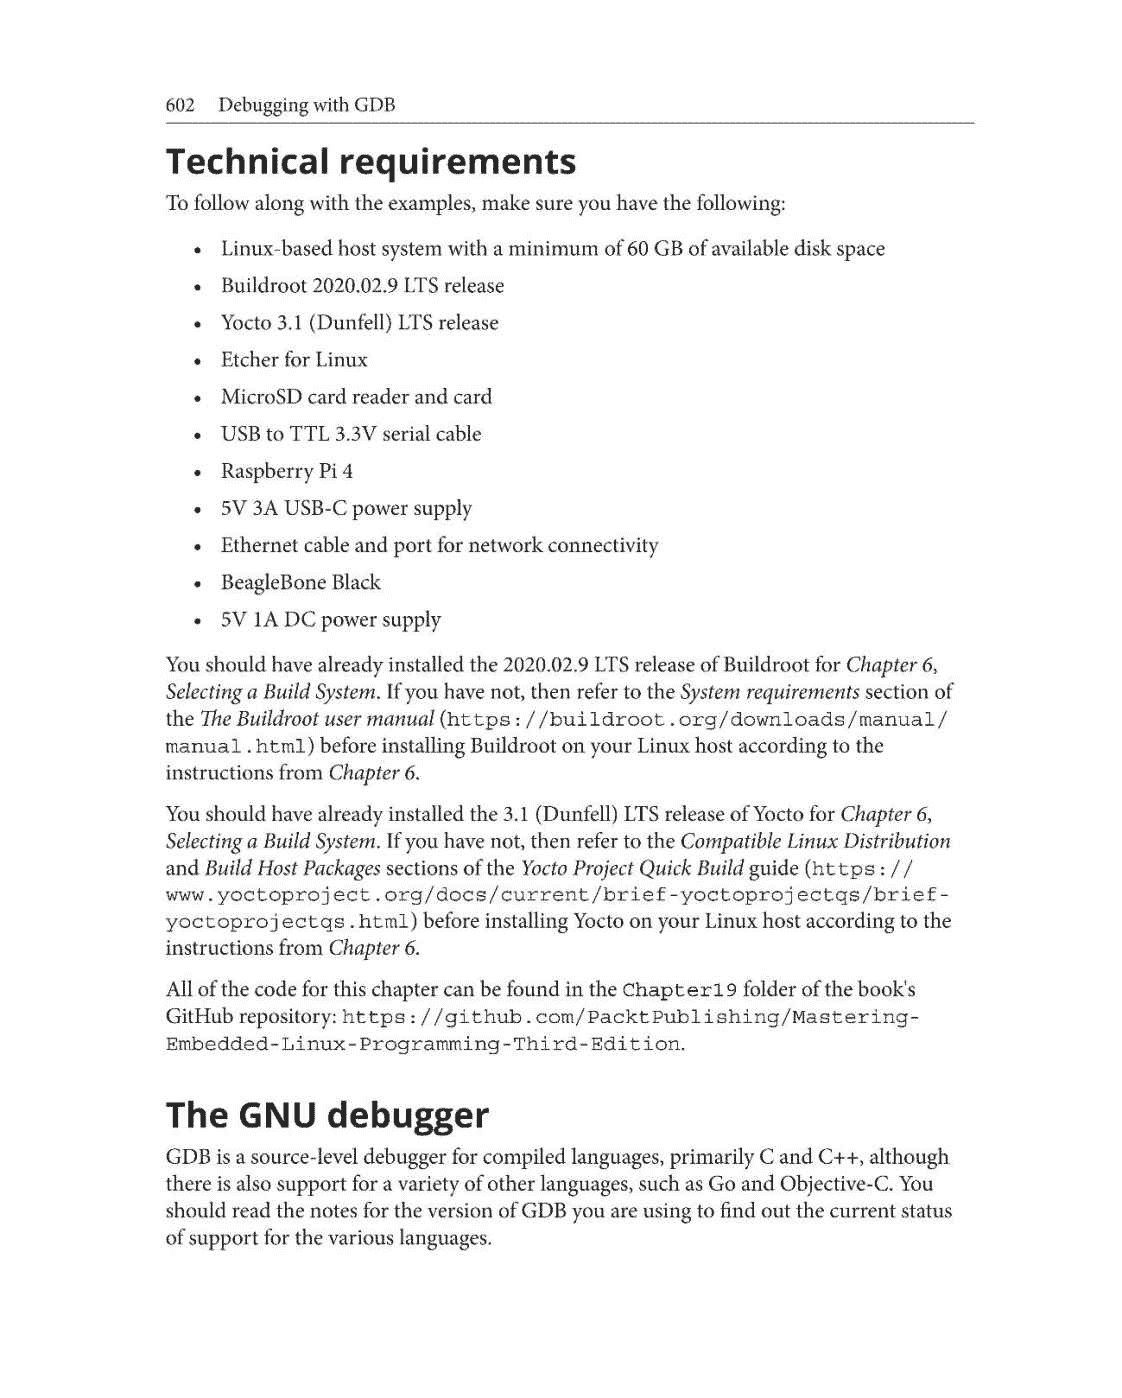 602 Debugging with GDB
Technical requirements
To follow along with the examples, make sure you have the following:
• Linux-based host system with a minimum of 60 GB of available disk space
• Buildroot 2020.02.9 LTS release
• Yocto 3.1 (Dunfell) LTS release
• Etcher for Linux
• MicroSD card reader and card
• USB to TTL 3.3V serial cable
• Raspberry Pi 4
• 5V 3A USB-C power supply
• Ethernet cable and port for network connectivity
• BeagleBone Black
• 5V 1A DC power supply
You should have already installed the 2020.02.9 LTS release of Buildroot for Chapter 6,
Selecting a Build System. If you have not, then refer to the System requirements section of
the The Buildroot user manual (https://buildroot.org/downloads/manual/
manual.html) before installing Buildroot on your Linux host according to the
instructions from Chapter 6.
You should have already installed the 3.1 (Dunfell) LTS release of Yocto for Chapter 6,
Selecting a Build System. If you have not, then refer to the Compatible Linux Distribution
and Build Host Packages sections of the Yocto Project Quick Build guide (https://
www.yoctoproject.org/docs/current/brief-yoctoprojectqs/brief-
yoctoprojectqs.html) before installing Yocto on your Linux host according to the
instructions from Chapter 6.
All of the code for this chapter can be found in the Chapter19 folder of the book's
GitHub repository: https://github.com/PacktPublishing/Mastering-
Embedded-Linux-Programming-Third-Edition.
The GNU debugger
GDB is a source-level debugger for compiled languages, primarily C and C++, although
there is also support for a variety of other languages, such as Go and Objective-C. You
should read the notes for the version of GDB you are using to find out the current status
of support for the various languages.